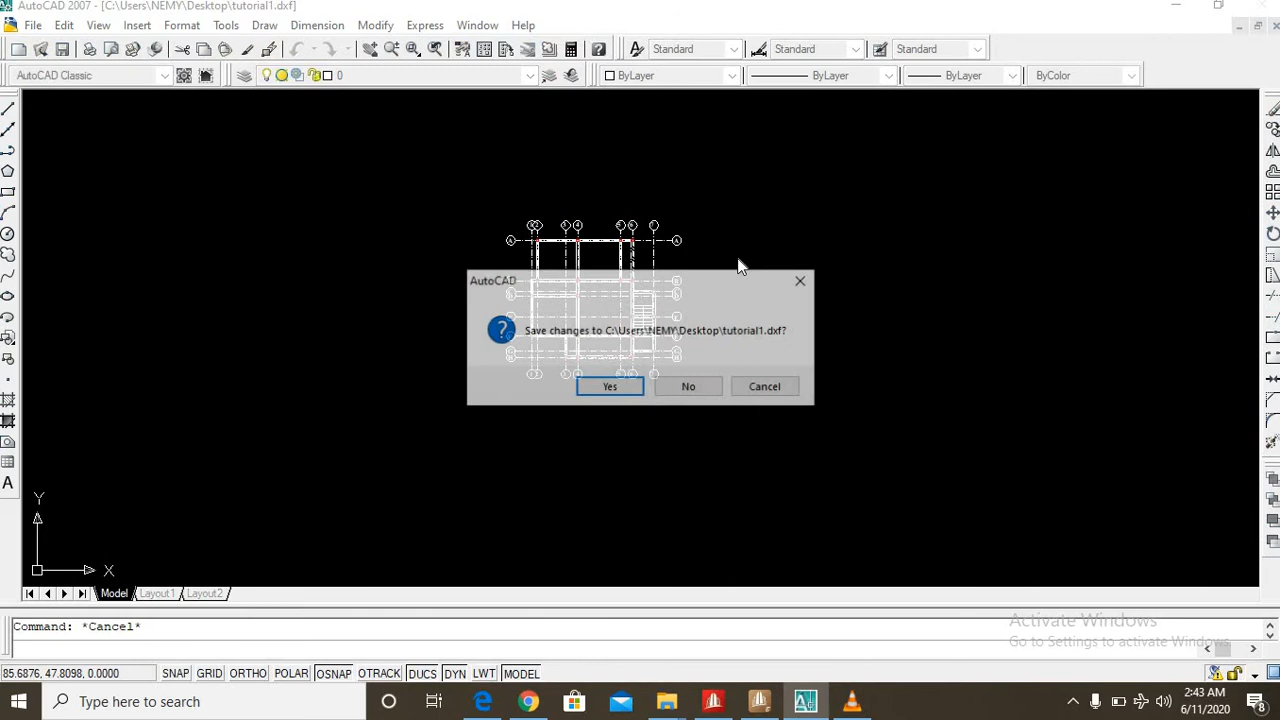 AutoCAD 2007 - [C:\Users\NEMY\Desktop\tutorial1.dxf]
File Edit View Insert Format Tools Draw Dimension Modify Express Window Help
Standard Standard Standard
AutoCAD Classic 0 ByLayer ByLayer ByLayer ByColor
AutoCAD
Save changes to C:\Users\NEMY\Desktop\tutorial1.dxf?
Yes No Cancel
Y
X
Model Layout1 Layout2
Command: *Cancel*
Activate Windows
Go to Settings to activate Windows.
85.6876, 47.8098, 0.0000 SNAP GRID ORTHO POLAR OSNAP OTRACK DUCS DYN LWT MODEL
Type here to search
2:43 AM
6/11/2020
8